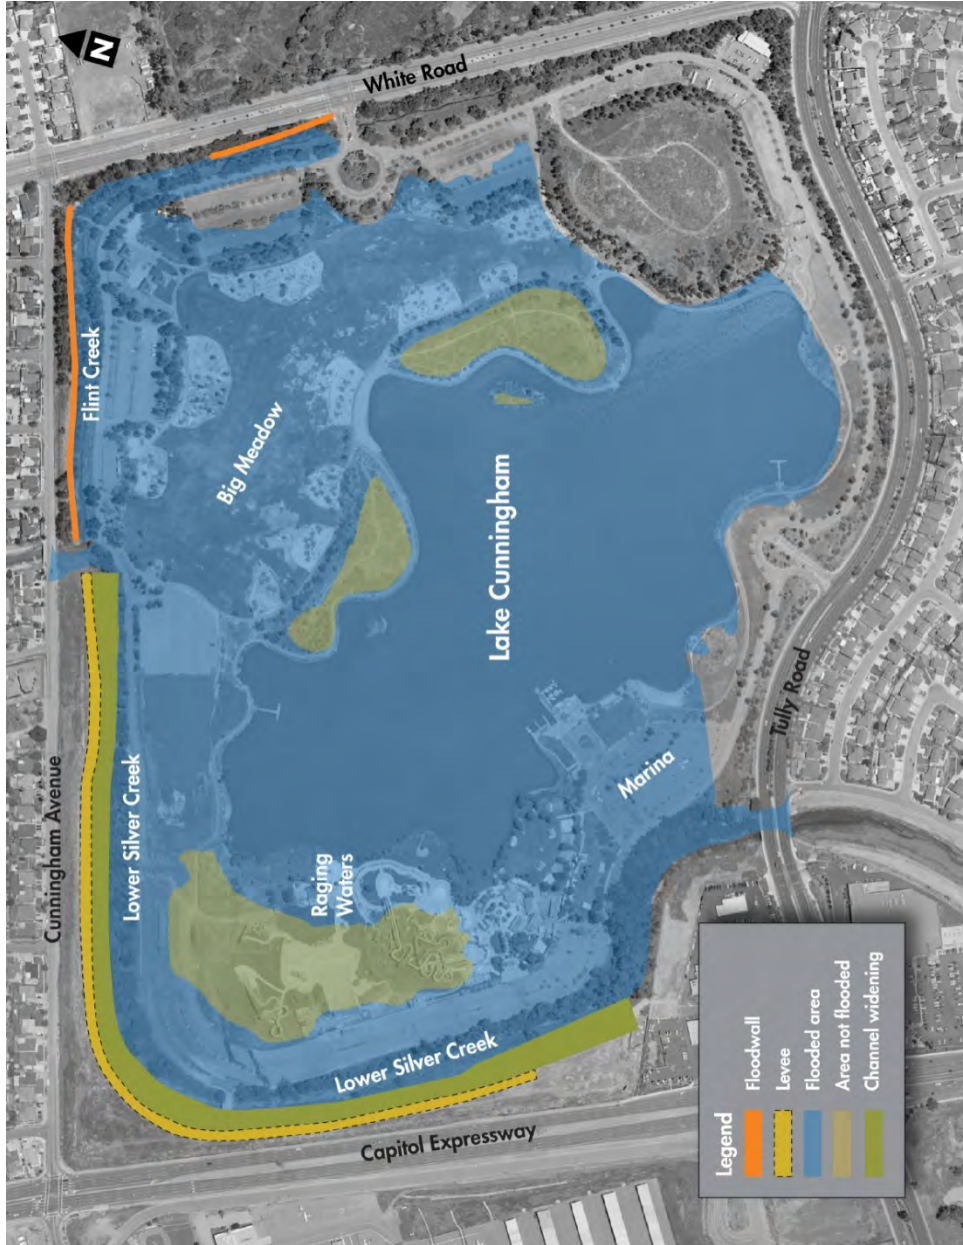 N
White Road
Flint Creek
Big Meadow
Lake Cunningham
Cunningham Avenue
Lower Silver Creek
Raging
Waters
Marina
Tully Road
Lower Silver Creek
Capitol Expressway
Legend
Floodwall
Levee
Flooded area
Area not flooded
Channel widening